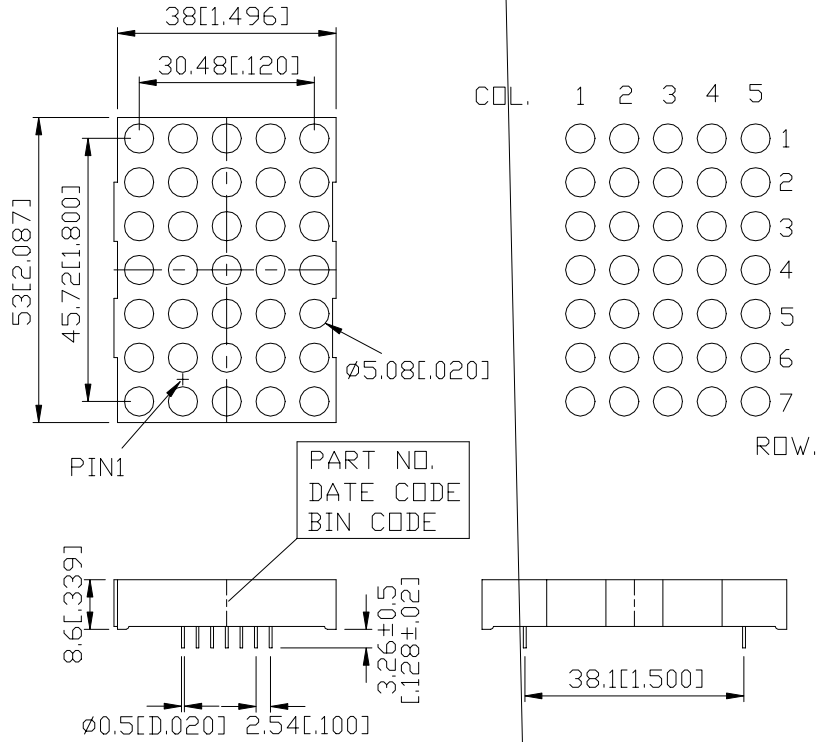 38[1.496]
30.48[.120]
COL. 1 2 3 4 5
1
2
3
4
5
6
7
ROW.
53[2.087]
45.72[1.800]
ø5.08[.020]
PIN1
PART NO.
DATE CODE
BIN CODE
8.6[.339]
3.26±0.5
[.128±.02]
38.1[1.500]
ø0.5[D.020] 2.54[.100]